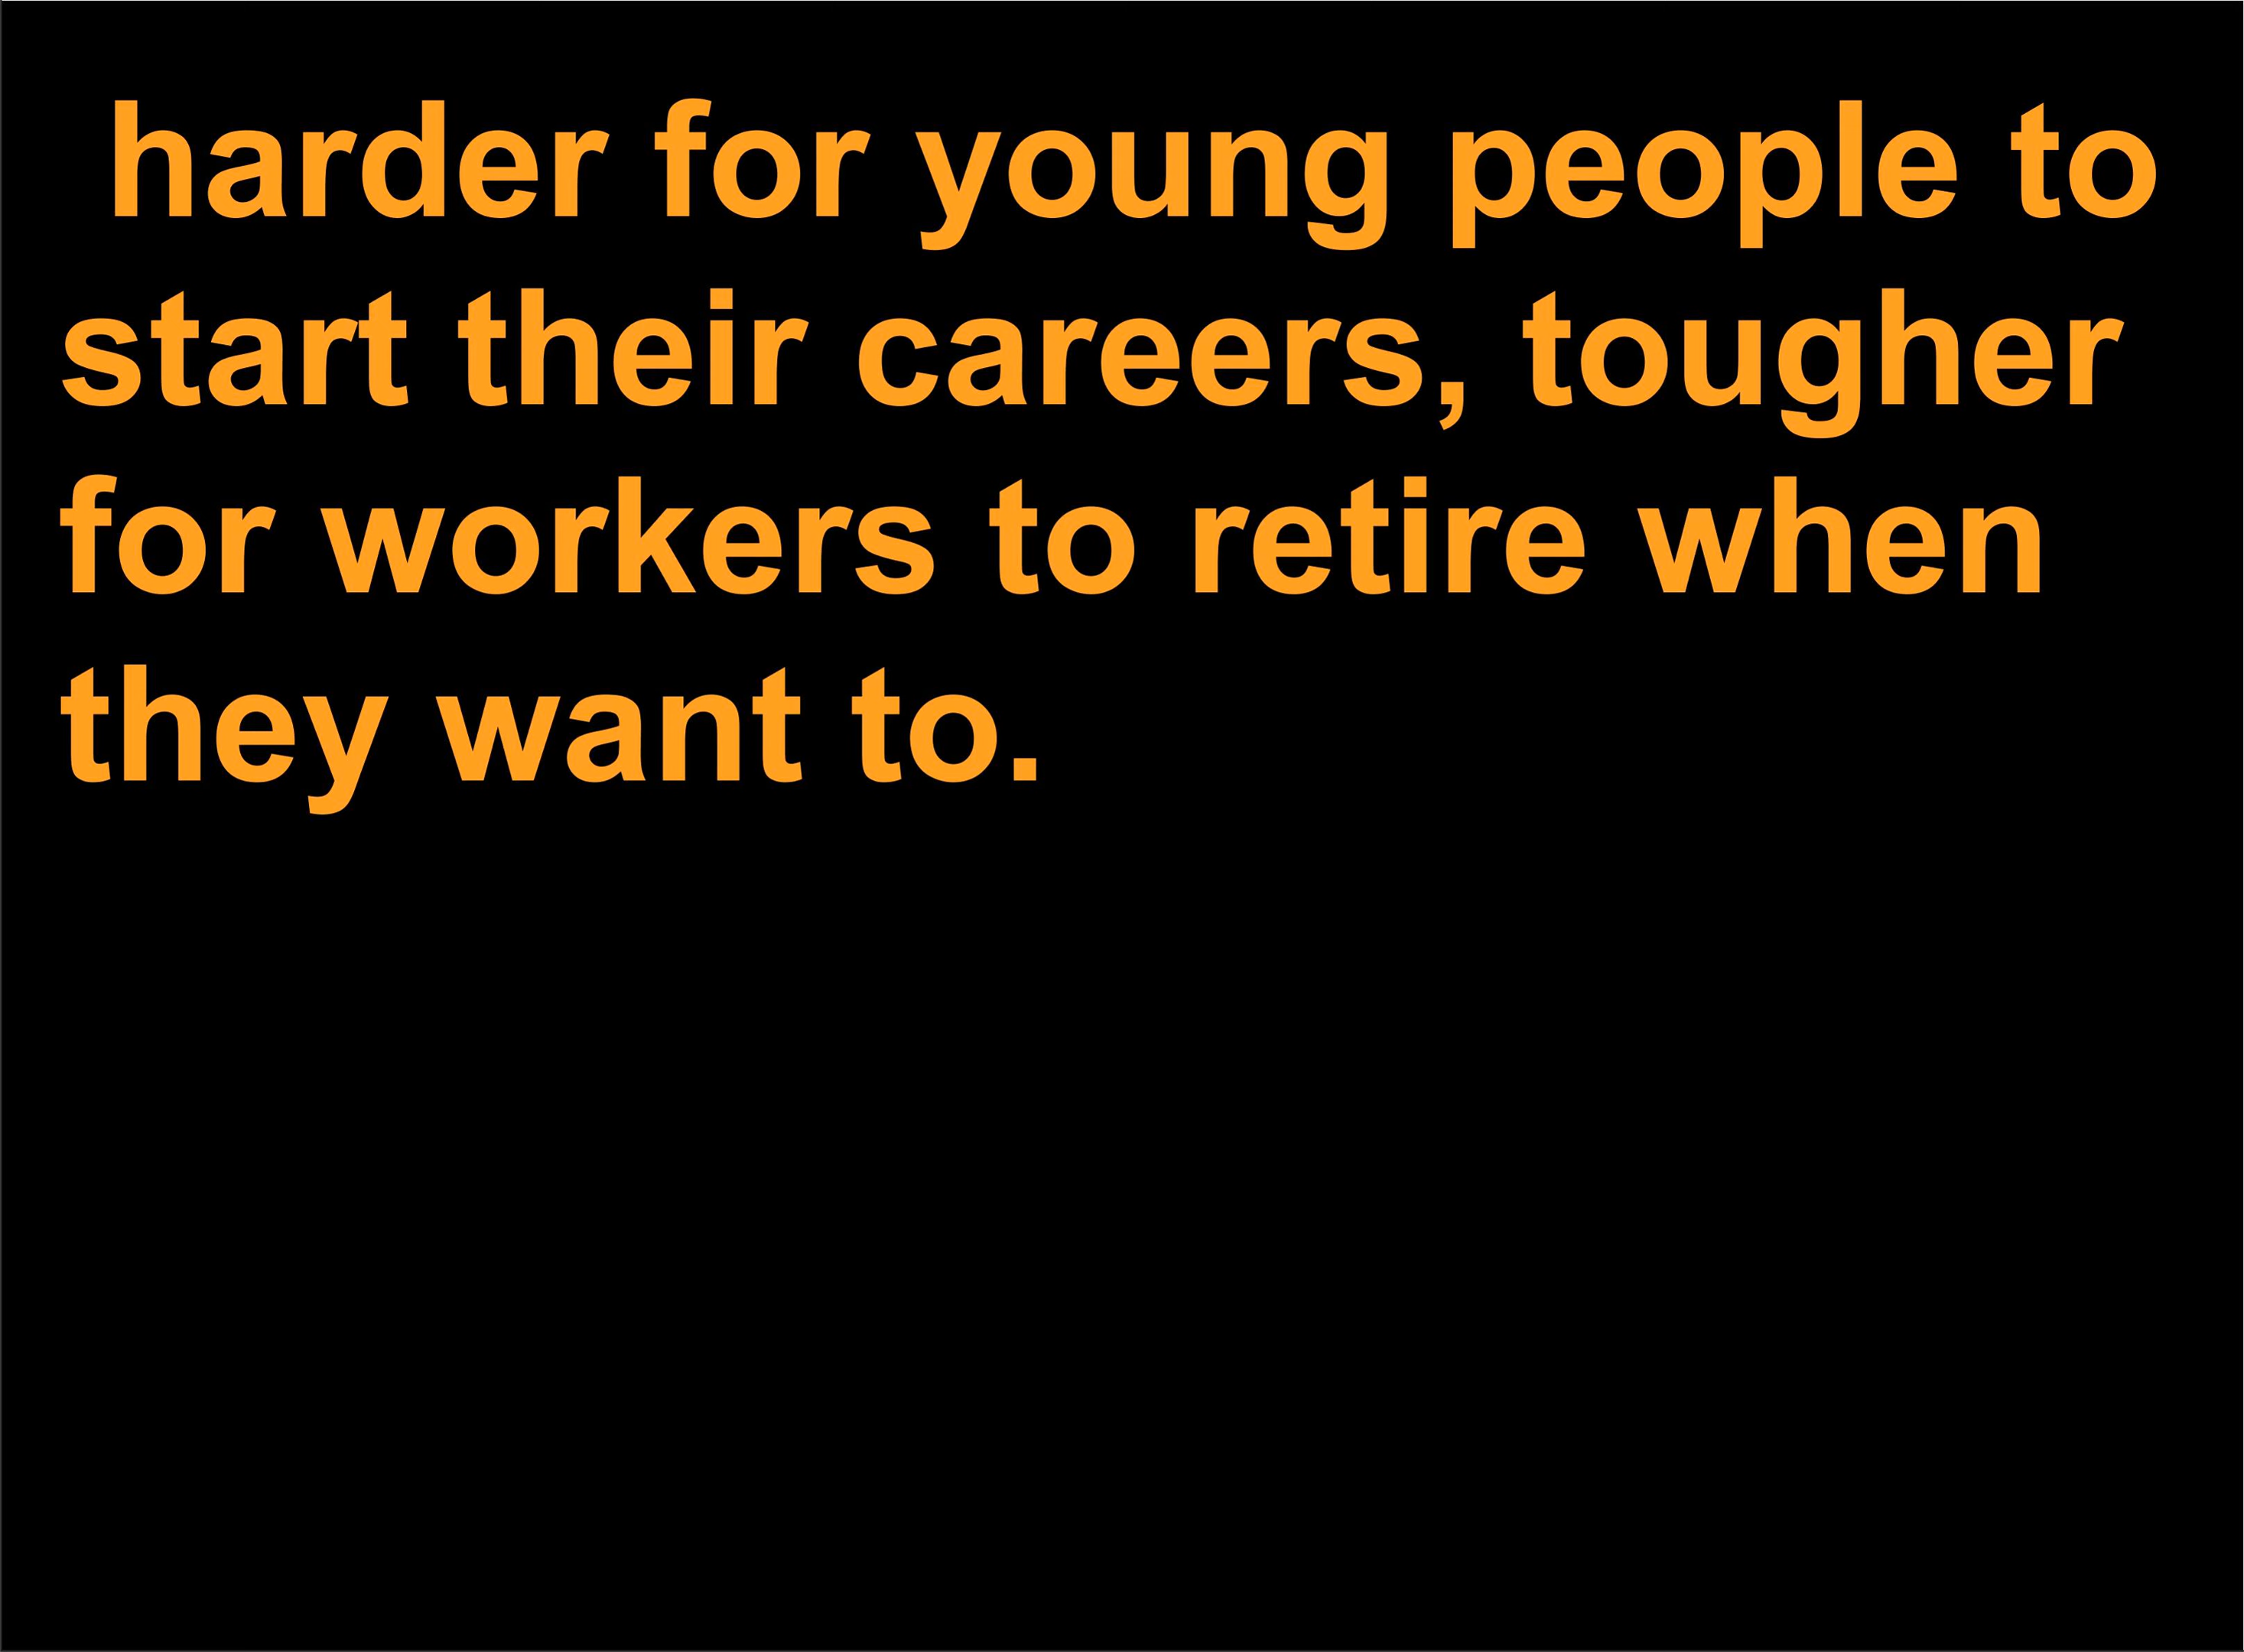 harder for young people to
start their careers, tougher
for workers to retire when
they want to.